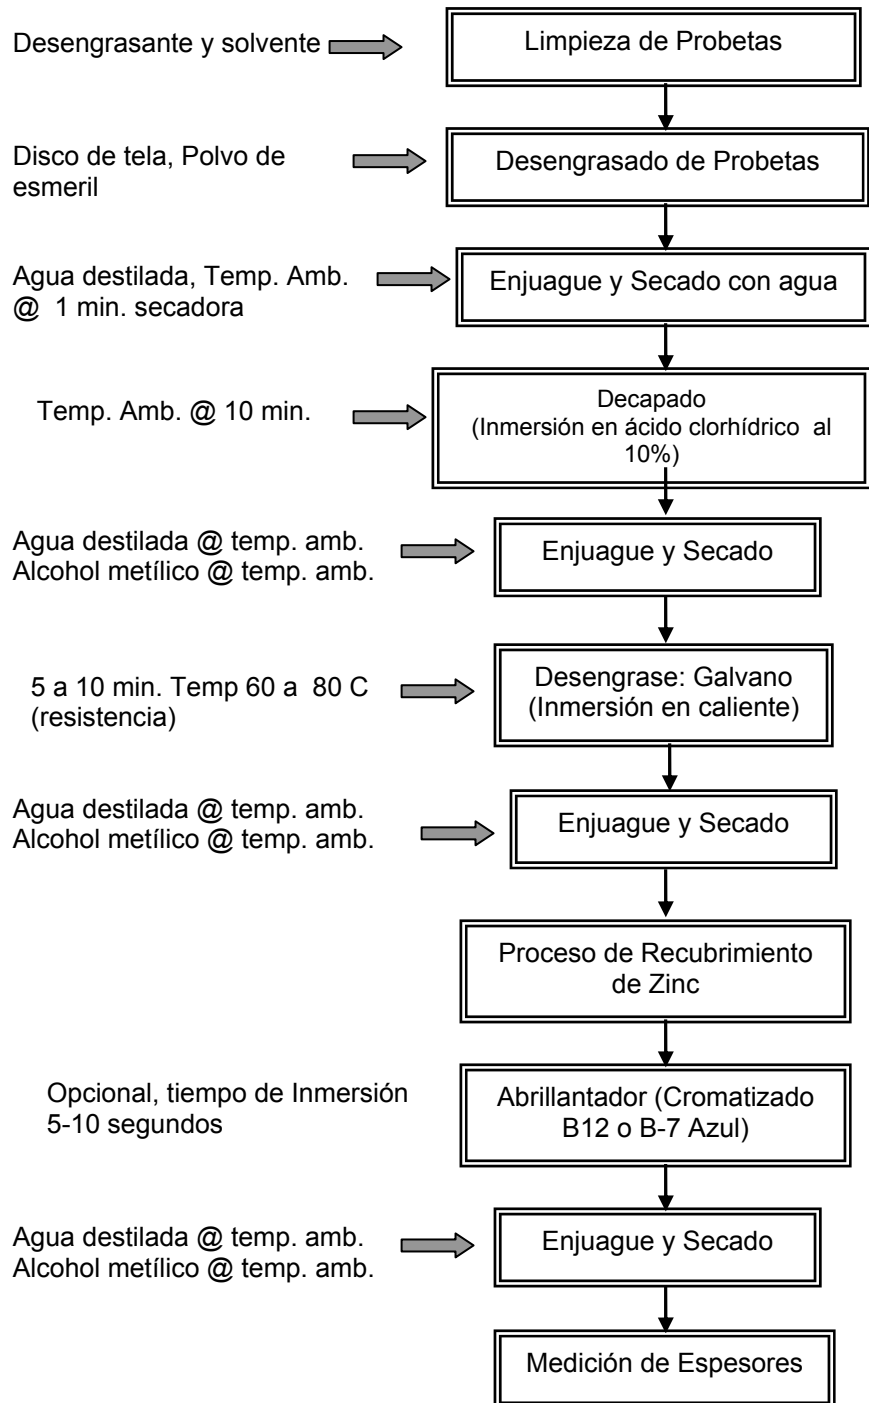 Desengrasante y solvente
Limpieza de Probetas
Disco de tela, Polvo de
esmeril
Desengrasado de Probetas
Agua destilada, Temp. Amb.
@ 1 min. secadora
Enjuague y Secado con agua
Temp. Amb. @ 10 min.
Decapado
(Inmersión en ácido clorhídrico al
10%)
Agua destilada @ temp. amb.
Alcohol metílico @ temp. amb.
Enjuague y Secado
5 a 10 min. Temp 60 a 80 C
(resistencia)
Desengrase: Galvano
(Inmersión en caliente)
Agua destilada @ temp. amb.
Alcohol metílico @ temp. amb.
Enjuague y Secado
Proceso de Recubrimiento
de Zinc
Opcional, tiempo de Inmersión
5-10 segundos
Abrillantador (Cromatizado
B12 o B-7 Azul)
Agua destilada @ temp. amb.
Alcohol metílico @ temp. amb.
Enjuague y Secado
Medición de Espesores